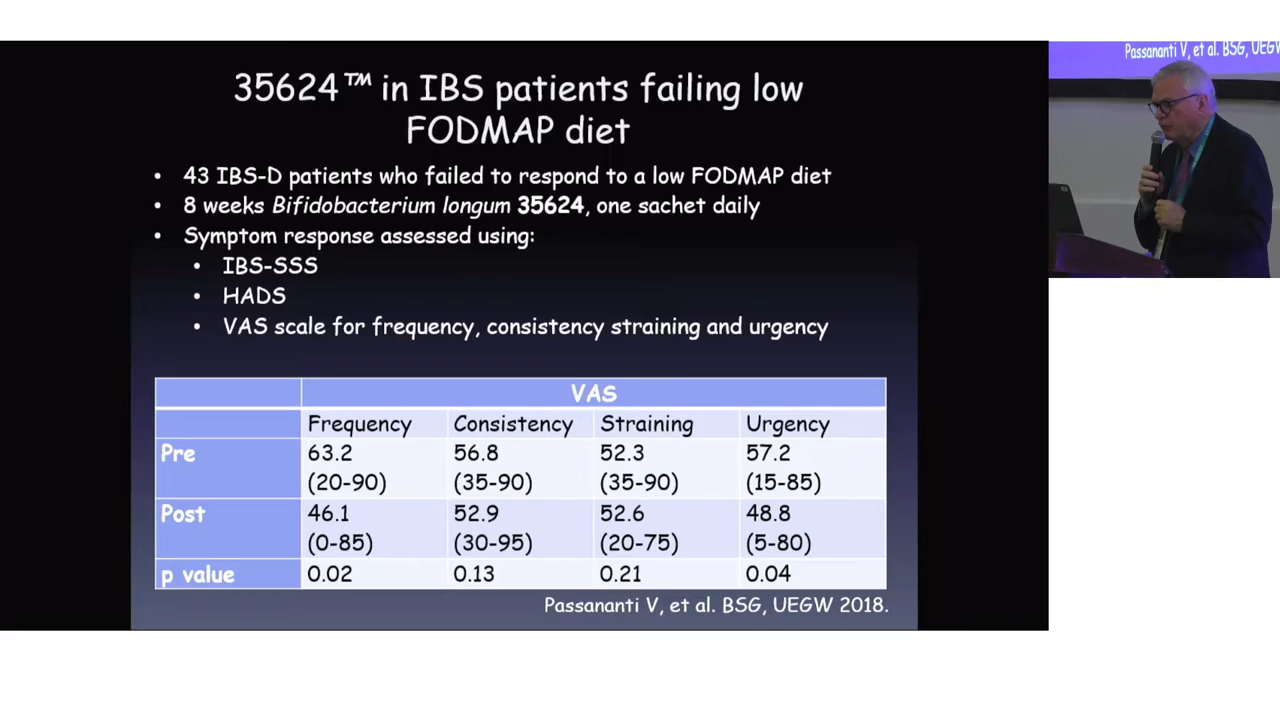 35624™ in IBS patients failing low
FODMAP diet
• 43 IBS-D patients who failed to respond to a low FODMAP diet
• 8 weeks Bifidobacterium longum 35624, one sachet daily
• Symptom response assessed using:
• IBS-SSS
• HADS
• VAS scale for frequency, consistency straining and urgency
VAS
Frequency Consistency Straining Urgency
Pre 63.2 56.8 52.3 57.2
(20-90) (35-90) (35-90) (15-85)
Post 46.1 52.9 52.6 48.8
(0-85) (30-95) (20-75) (5-80)
p value 0.02 0.13 0.21 0.04
Passananti V, et al. BSG, UEGW 2018.
Passananti V, et al. BSG, UEGW